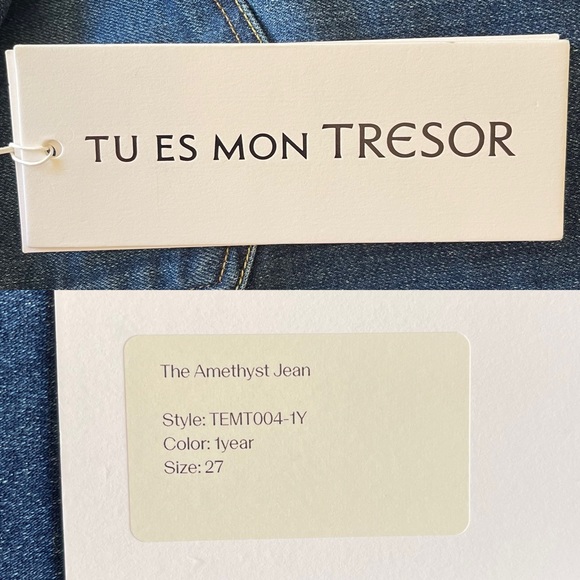 TU ES MON TRESOR
The Amethyst Jean
Style: TEMT004-1Y
Color: 1year
Size: 27